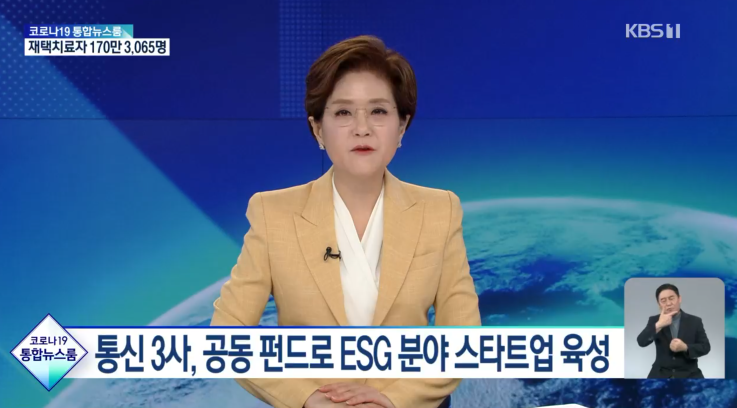 코로나19 통합뉴스룸
재택치료자 170만 3,065명
KBS 1
코로나19
통합뉴스룸
통신 3사, 공동 펀드로 ESG 분야 스타트업 육성